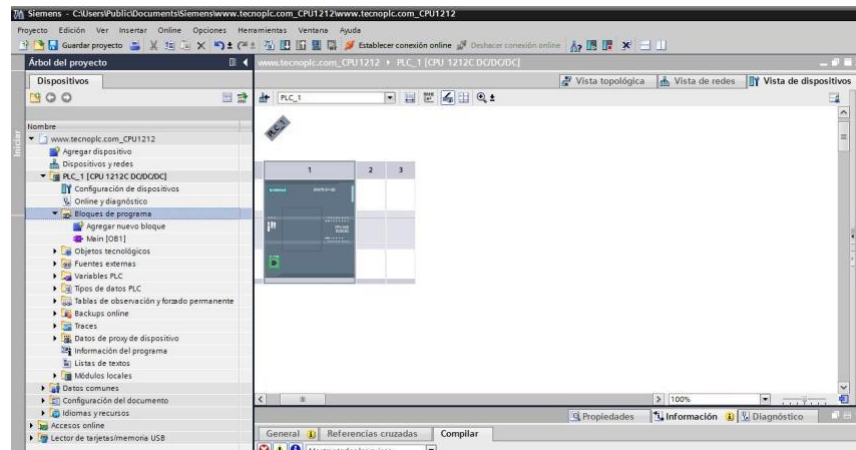 Siemens - C:\Users\Public\Documents\Siemens\www.tecnoplc.com_CPU1212\www.tecnoplc.com_CPU1212
Proyecto Edición Ver Insertar Online Opciones Herramientas Ventana Ayuda
Guardar proyecto Establecer conexión online Deshacer conexión online
Árbol del proyecto
www.tecnoplc.com_CPU1212 PLC_1 [CPU 1212C DC/DC/DC]
Dispositivos
Vista topológica Vista de redes Vista de dispositivos
PLC_1
Nombre
PLC_1
www.tecnoplc.com_CPU1212
Agregar dispositivo
Dispositivos y redes
PLC_1 [CPU 1212C DC/DC/DC]
1 2 3
Configuración de dispositivos
Online y diagnóstico
Bloques de programa
Agregar nuevo bloque
Main [OB1]
Objetos tecnológicos
Fuentes externas
Variables PLC
Tipos de datos PLC
Tablas de observación y forzado permanente
Backups online
Traces
Datos de proxy de dispositivo
Información del programa
Listas de textos
Módulos locales
Datos comunes
Configuración del documento
Idiomas y recursos
Accesos online
Lector de tarjetas/memoria USB
100%
Propiedades Información Diagnóstico
General Referencias cruzadas Compilar
Iniciar